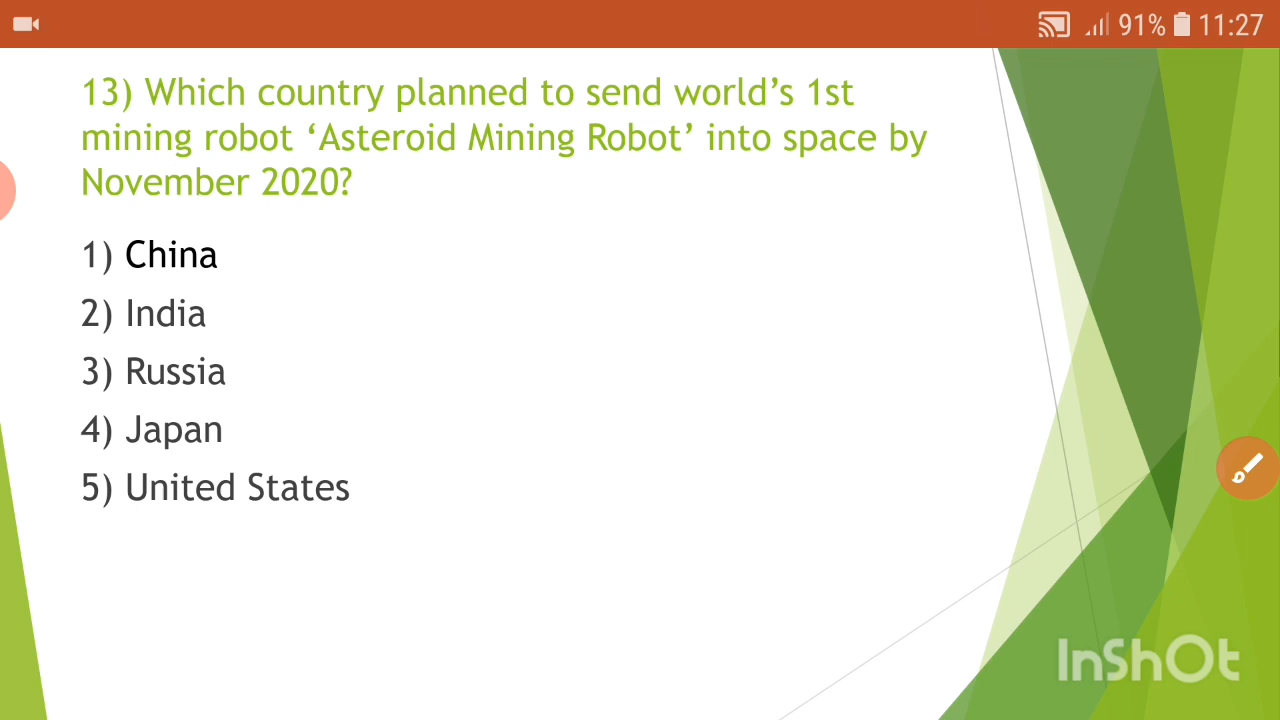 91% 11:27
13) Which country planned to send world’s 1st
mining robot ‘Asteroid Mining Robot’ into space by
November 2020?
1) China
2) India
3) Russia
4) Japan
5) United States
InShOt